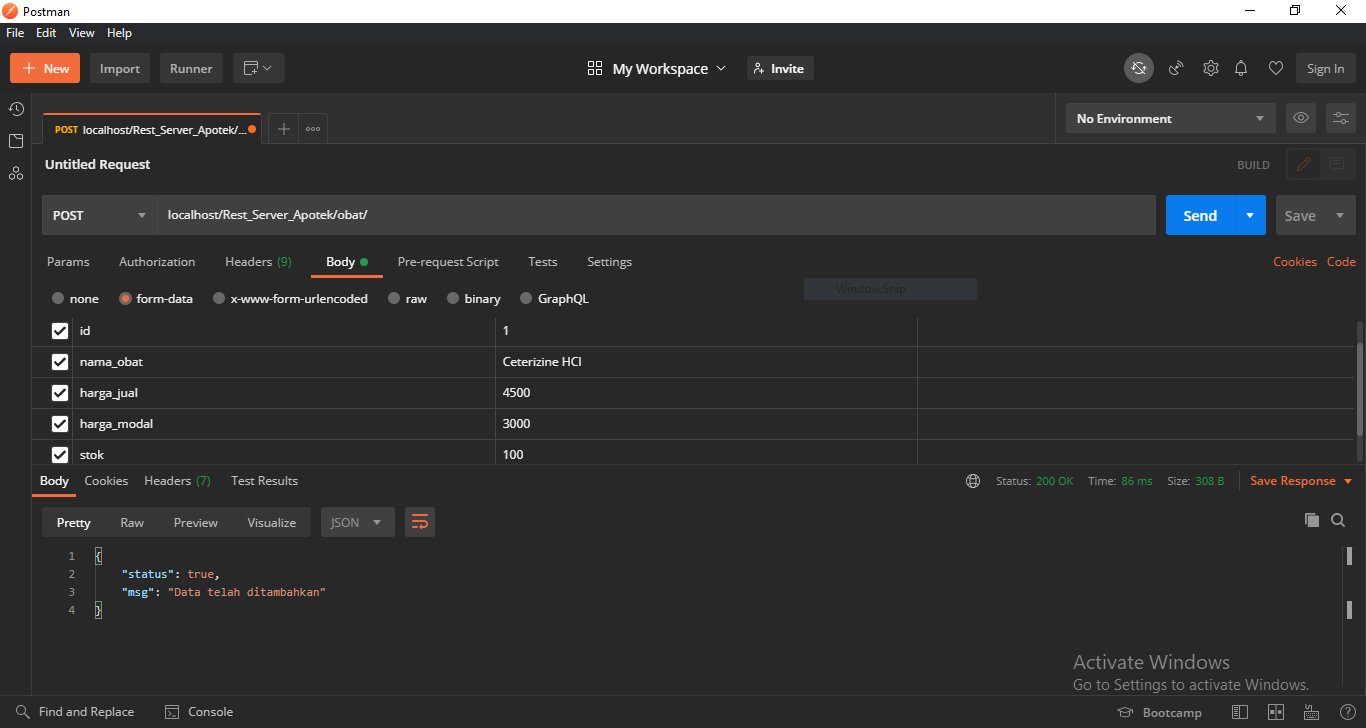 Postman
File Edit View Help
New Import Runner My Workspace Invite Sign In
POST localhost/Rest_Server_Apotek/... No Environment
Untitled Request BUILD
POST localhost/Rest_Server_Apotek/obat/ Send Save
Params Authorization Headers (9) Body Pre-request Script Tests Settings Cookies Code
none form-data x-www-form-urlencoded raw binary GraphQL Window Snip
id 1
nama_obat Ceterizine HCl
harga_jual 4500
harga_modal 3000
stok 100
Body Cookies Headers (7) Test Results Status: 200 OK Time: 86 ms Size: 308 B Save Response
Pretty Raw Preview Visualize JSON
1 {
2 "status": true,
3 "msg": "Data telah ditambahkan"
4 }
Activate Windows
Go to Settings to activate Windows.
Find and Replace Console Bootcamp